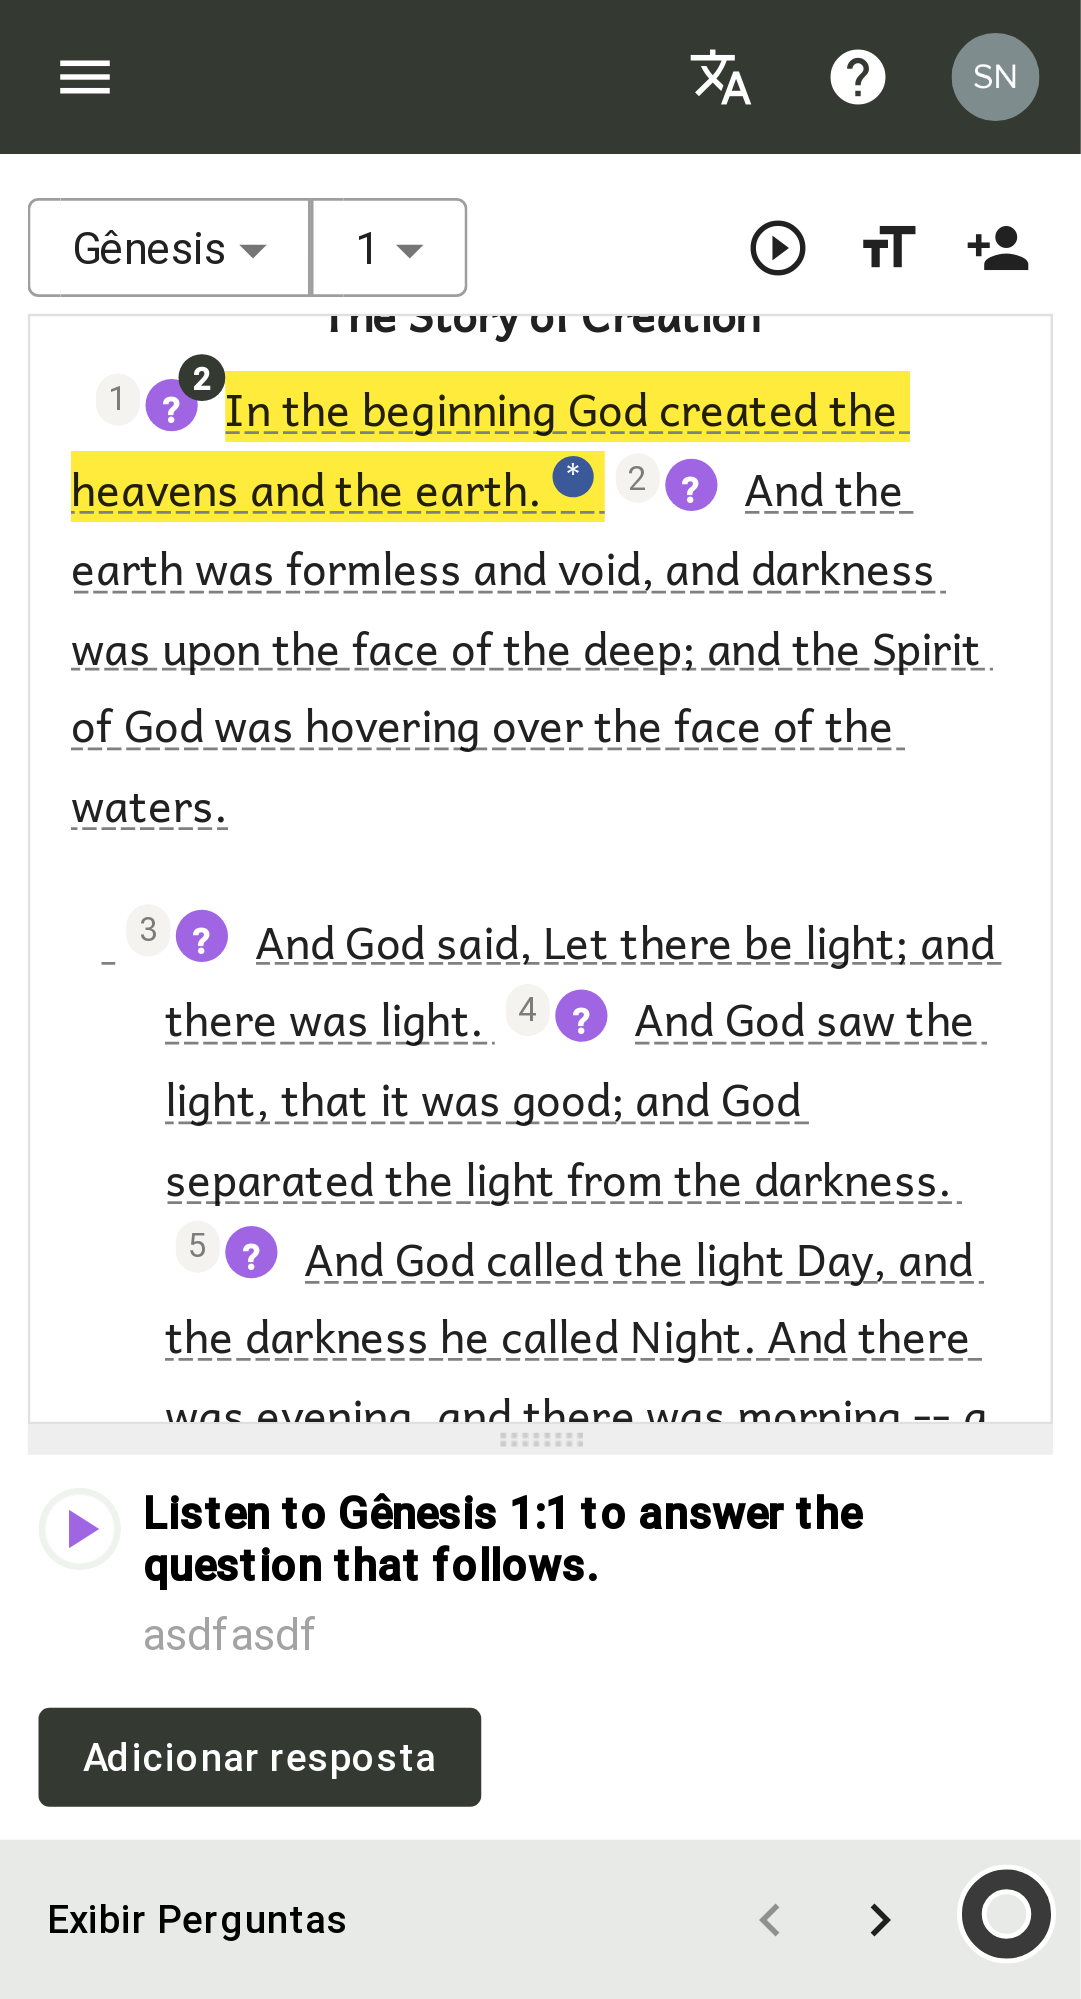 SN
Gênesis 1
The Story of Creation
1 ? 2 In the beginning God created the
heavens and the earth. * 2 ? And the
earth was formless and void, and darkness
was upon the face of the deep; and the Spirit
of God was hovering over the face of the
waters.
3 ? And God said, Let there be light; and
there was light. 4 ? And God saw the
light, that it was good; and God
separated the light from the darkness.
5 ? And God called the light Day, and
the darkness he called Night. And there
was evening, and there was morning -- a
Listen to Gênesis 1:1 to answer the
question that follows.
asdfasdf
Adicionar resposta
Exibir Perguntas